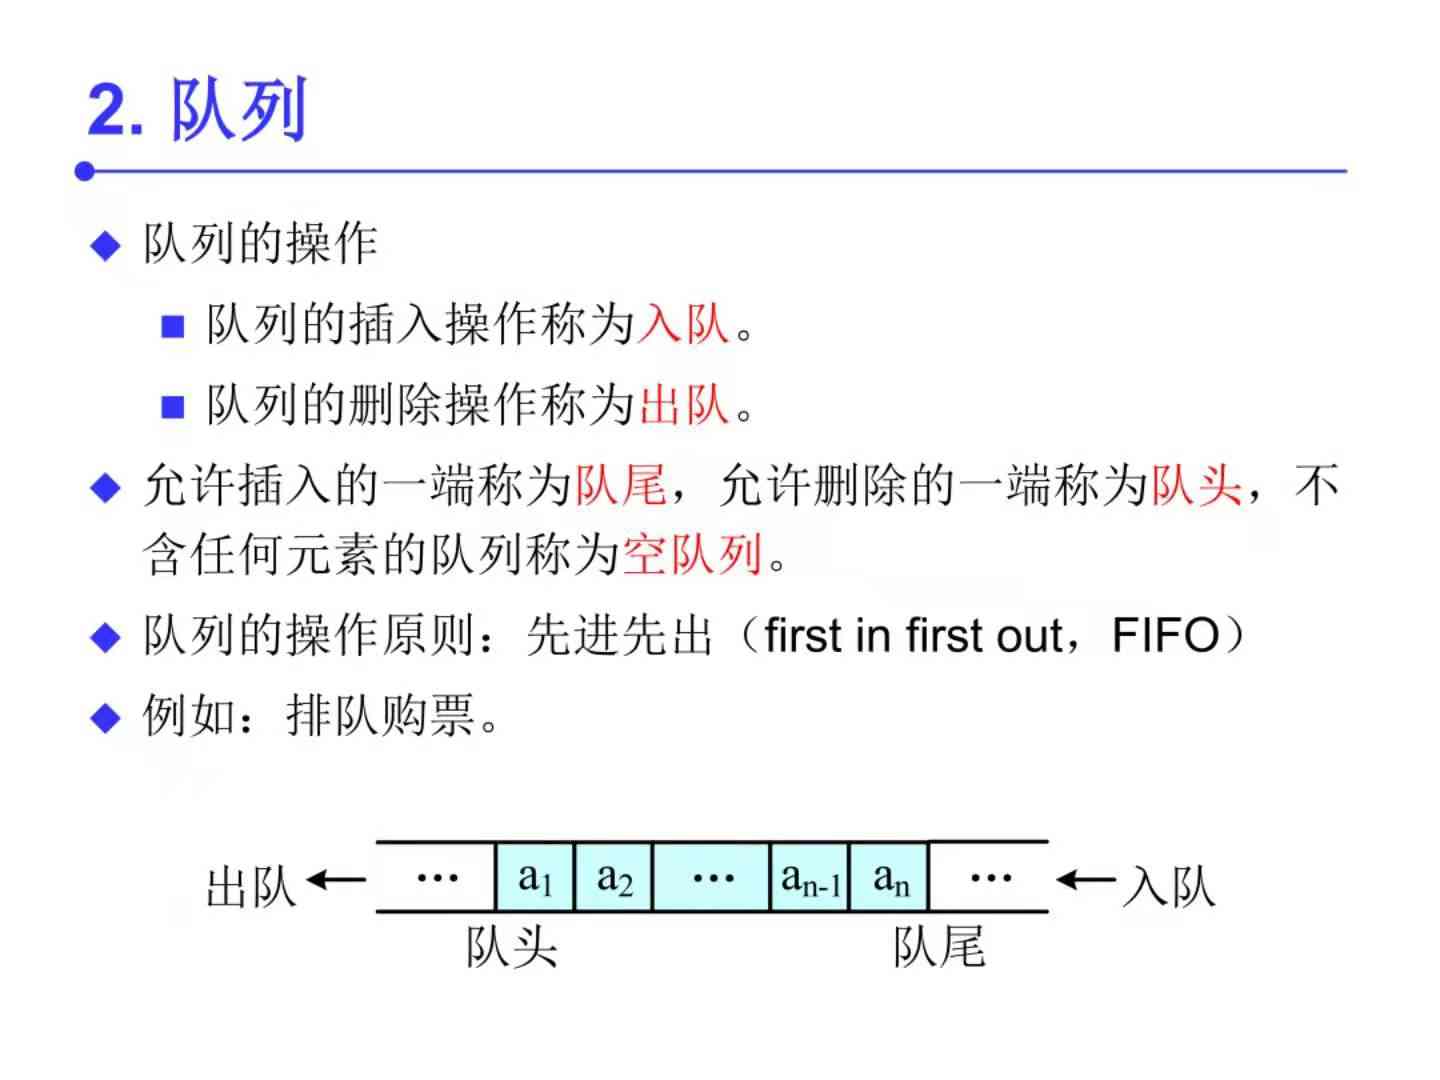 2. 队列
队列的操作
队列的插入操作称为入队。
队列的删除操作称为出队。
允许插入的一端称为队尾，允许删除的一端称为队头，不
含任何元素的队列称为空队列。
队列的操作原则：先进先出（first in first out，FIFO）
例如：排队购票。
出队 ··· a1 a2 ··· an-1 an ··· 入队
队头 队尾